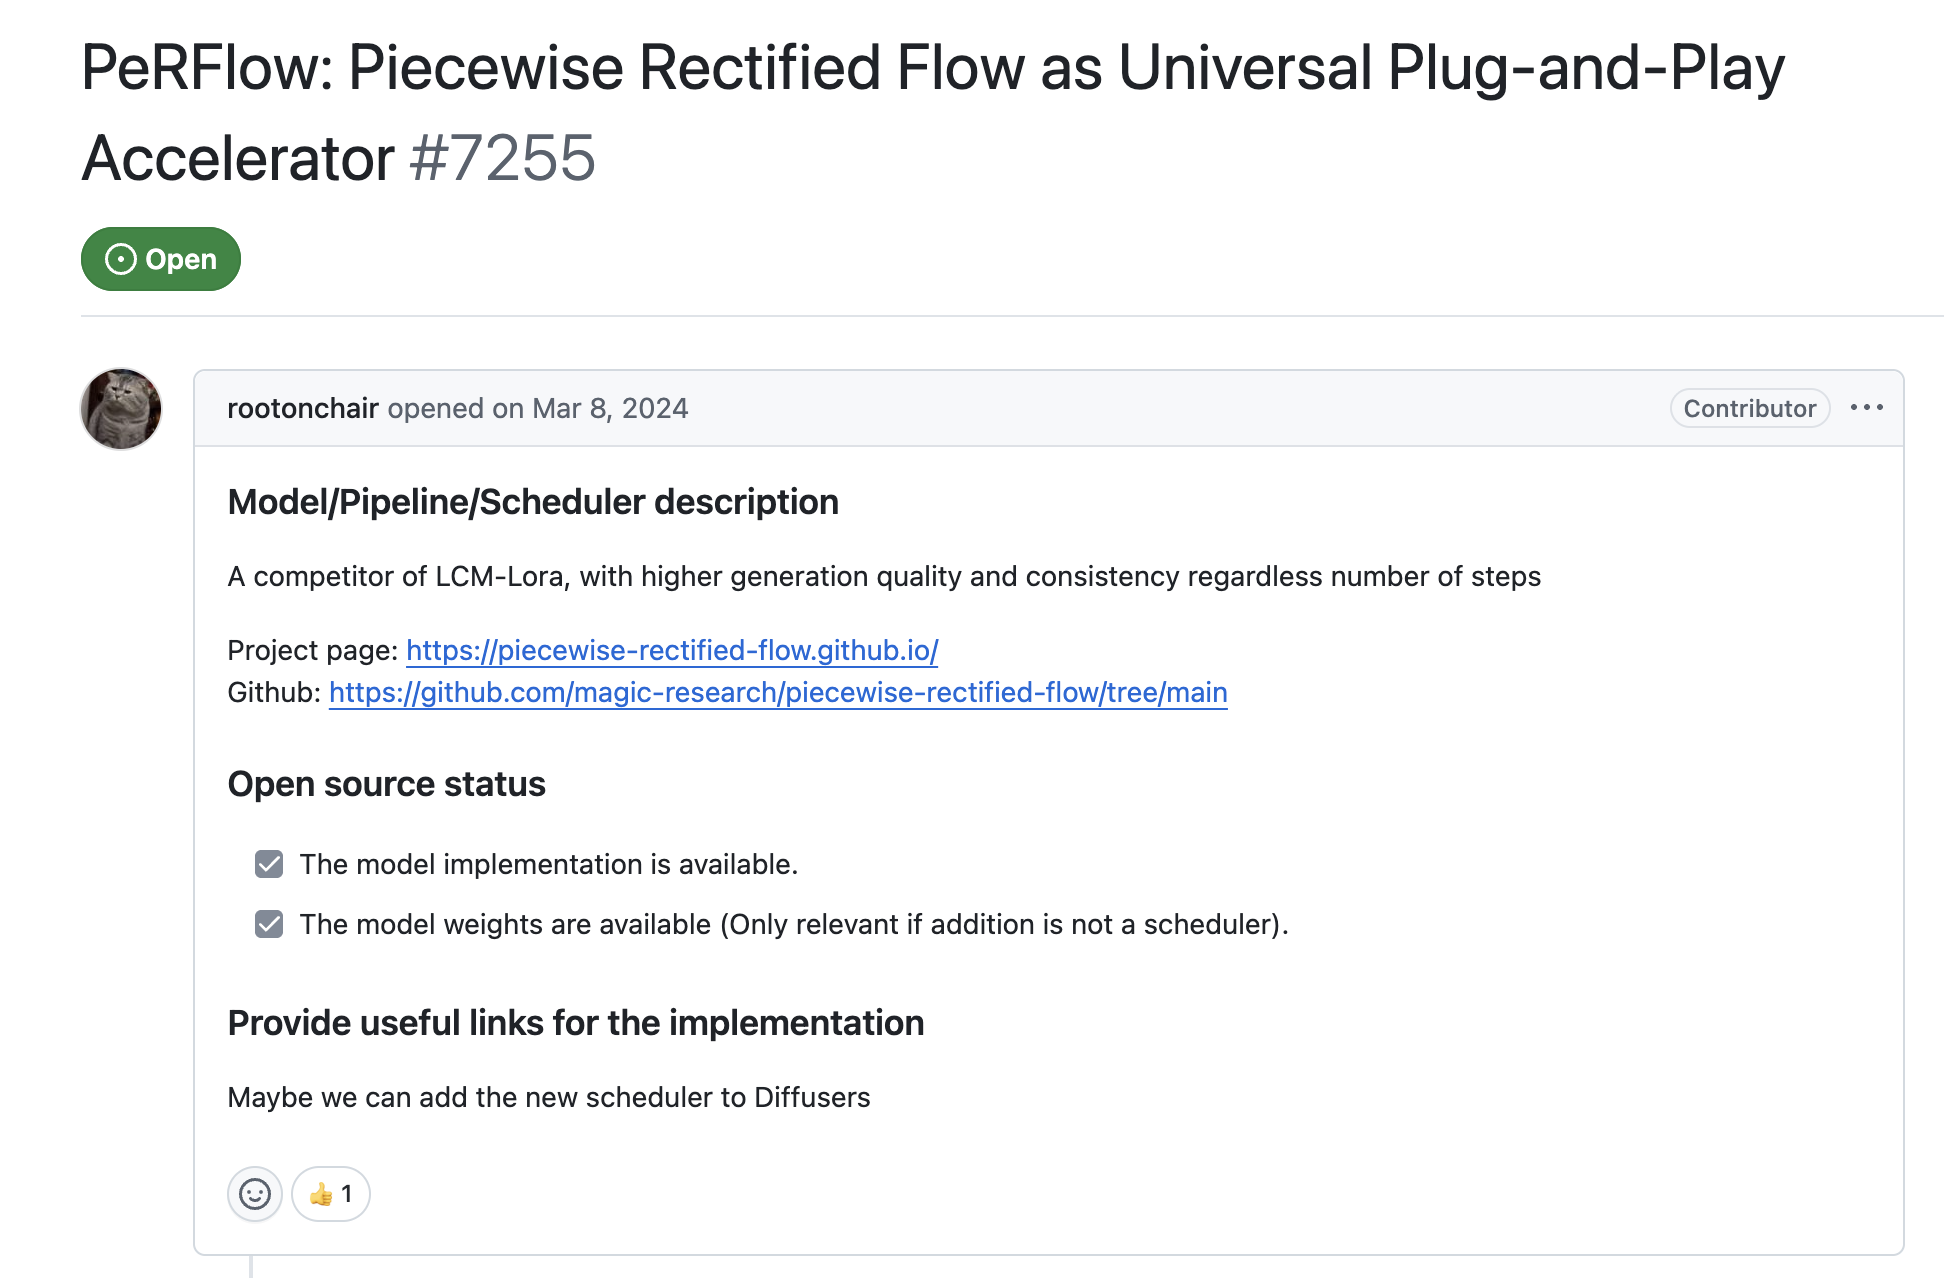 PeRFlow: Piecewise Rectified Flow as Universal Plug-and-Play
Accelerator #7255
Open
rootonchair opened on Mar 8, 2024
Contributor
Model/Pipeline/Scheduler description
A competitor of LCM-Lora, with higher generation quality and consistency regardless number of steps
Project page: https://piecewise-rectified-flow.github.io/
Github: https://github.com/magic-research/piecewise-rectified-flow/tree/main
Open source status
The model implementation is available.
The model weights are available (Only relevant if addition is not a scheduler).
Provide useful links for the implementation
Maybe we can add the new scheduler to Diffusers
👍 1